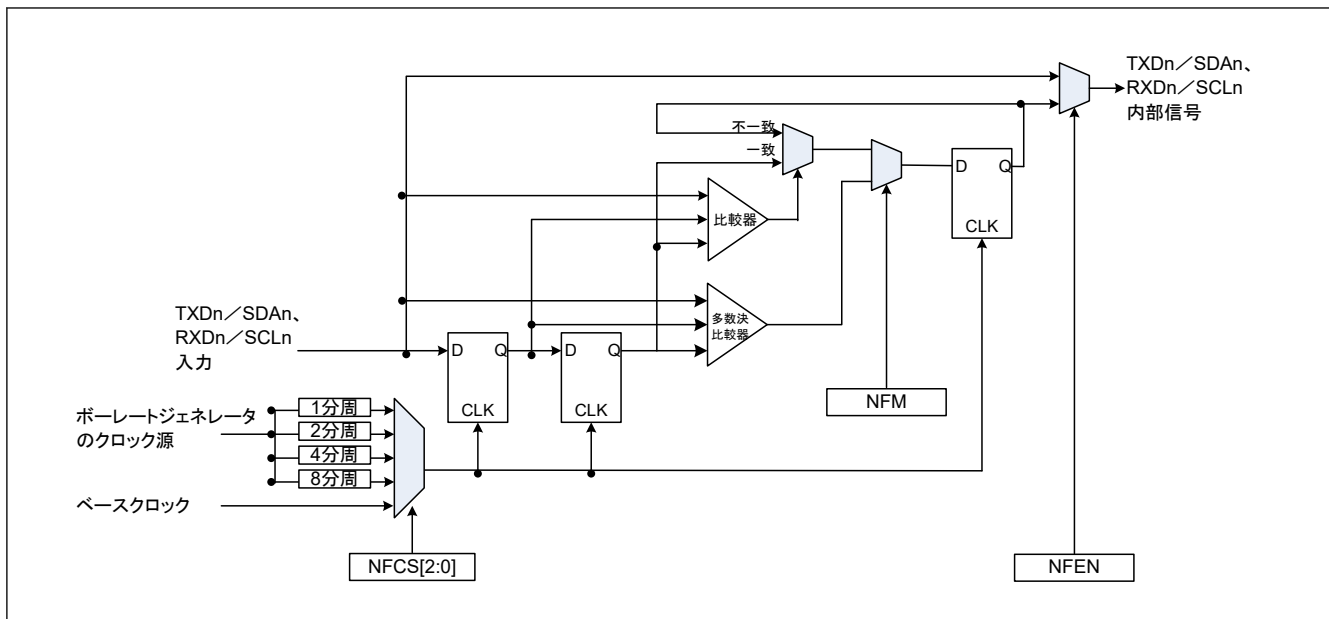 TXDn／SDAn、
RXDn／SCLn
内部信号
不一致
一致
D Q
CLK
比較器
TXDn／SDAn、
RXDn／SCLn
入力
多数決
比較器
D Q
CLK
D Q
CLK
NFM
ボーレートジェネレータ
のクロック源
1分周
2分周
4分周
8分周
ベースクロック
NFCS[2:0]
NFEN